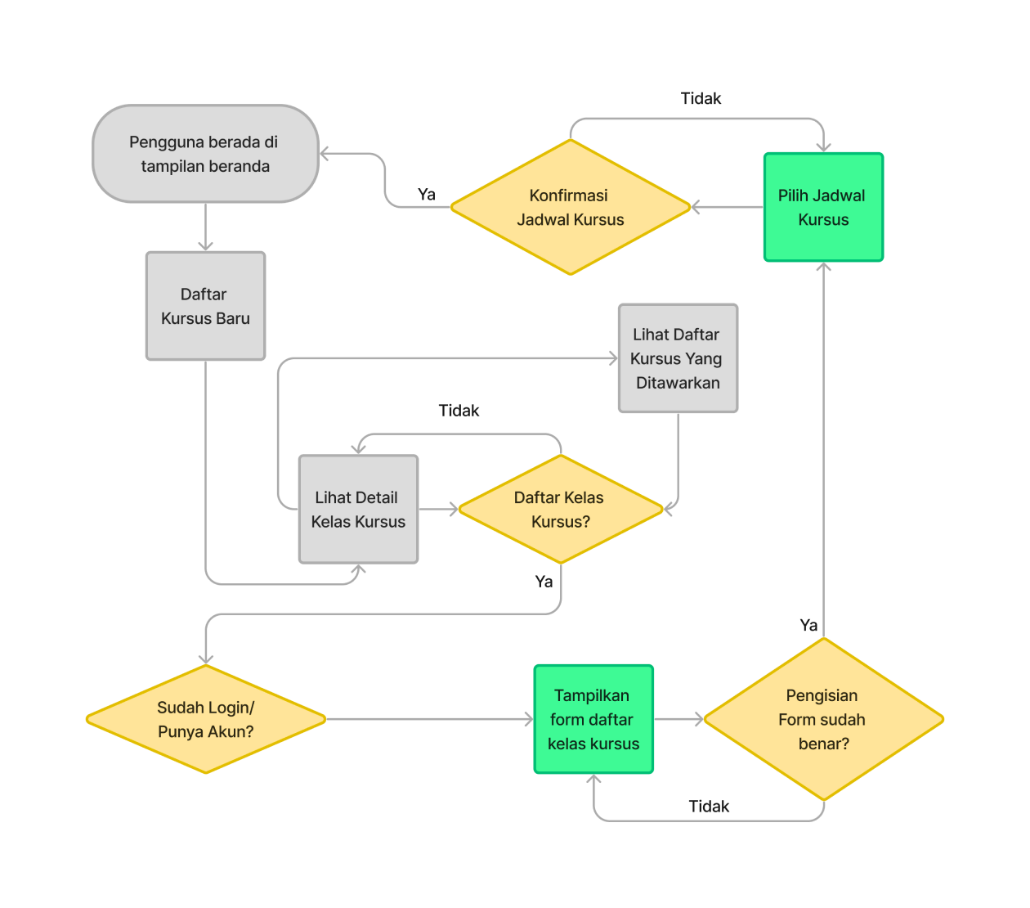 Tidak
Pengguna berada di
tampilan beranda
Ya
Konfirmasi
Jadwal Kursus
Pilih Jadwal
Kursus
Daftar
Kursus Baru
Lihat Daftar
Kursus Yang
Ditawarkan
Tidak
Lihat Detail
Kelas Kursus
Daftar Kelas
Kursus?
Ya
Ya
Sudah Login/
Punya Akun?
Tampilkan
form daftar
kelas kursus
Pengisian
Form sudah
benar?
Tidak